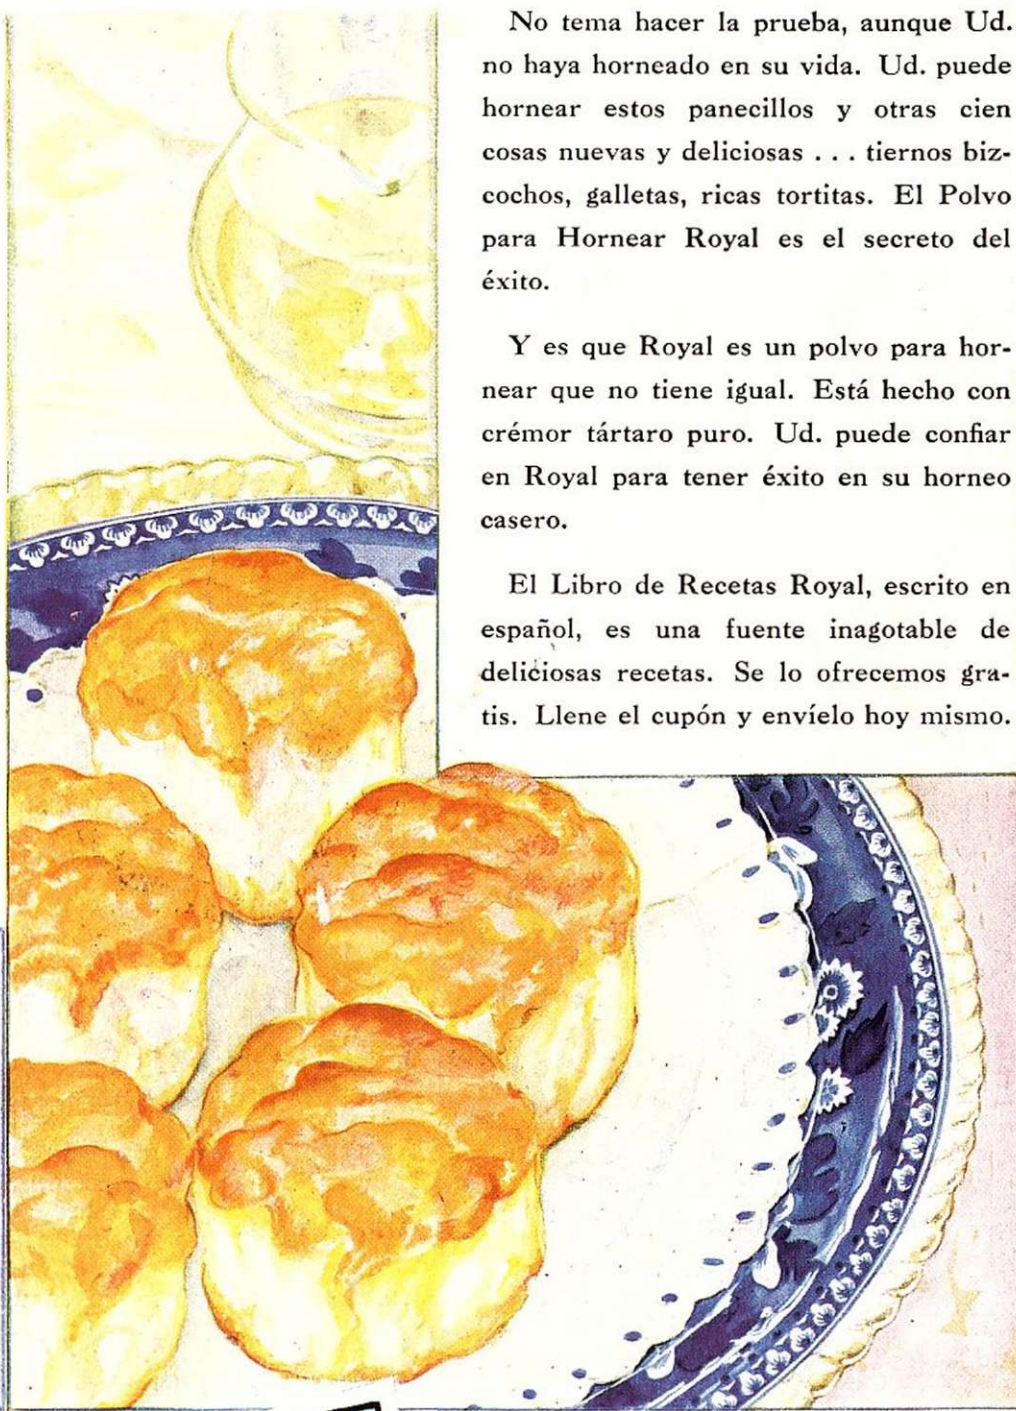 No tema hacer la prueba, aunque Ud.
no haya horneado en su vida. Ud. puede
hornear estos panecillos y otras cien
cosas nuevas y deliciosas . . . tiernos biz-
cochos, galletas, ricas tortitas. El Polvo
para Hornear Royal es el secreto del
éxito.
Y es que Royal es un polvo para hor-
near que no tiene igual. Está hecho con
crémor tártaro puro. Ud. puede confiar
en Royal para tener éxito en su horneo
casero.
El Libro de Recetas Royal, escrito en
español, es una fuente inagotable de
deliciosas recetas. Se lo ofrecemos gra-
tis. Llene el cupón y envíelo hoy mismo.